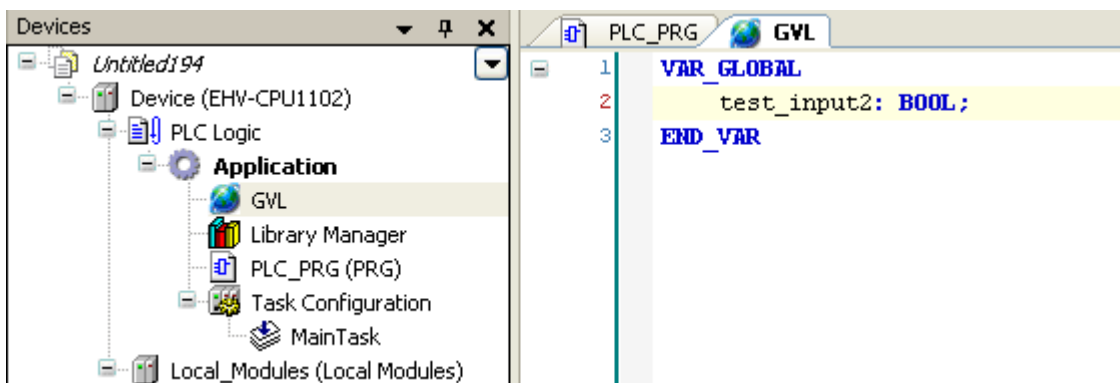 Devices
Untitled194
Device (EHV-CPU1102)
PLC Logic
Application
GVL
Library Manager
PLC_PRG (PRG)
Task Configuration
MainTask
Local_Modules (Local Modules)
PLC_PRG GVL
1 VAR_GLOBAL
2 test_input2: BOOL;
3 END_VAR